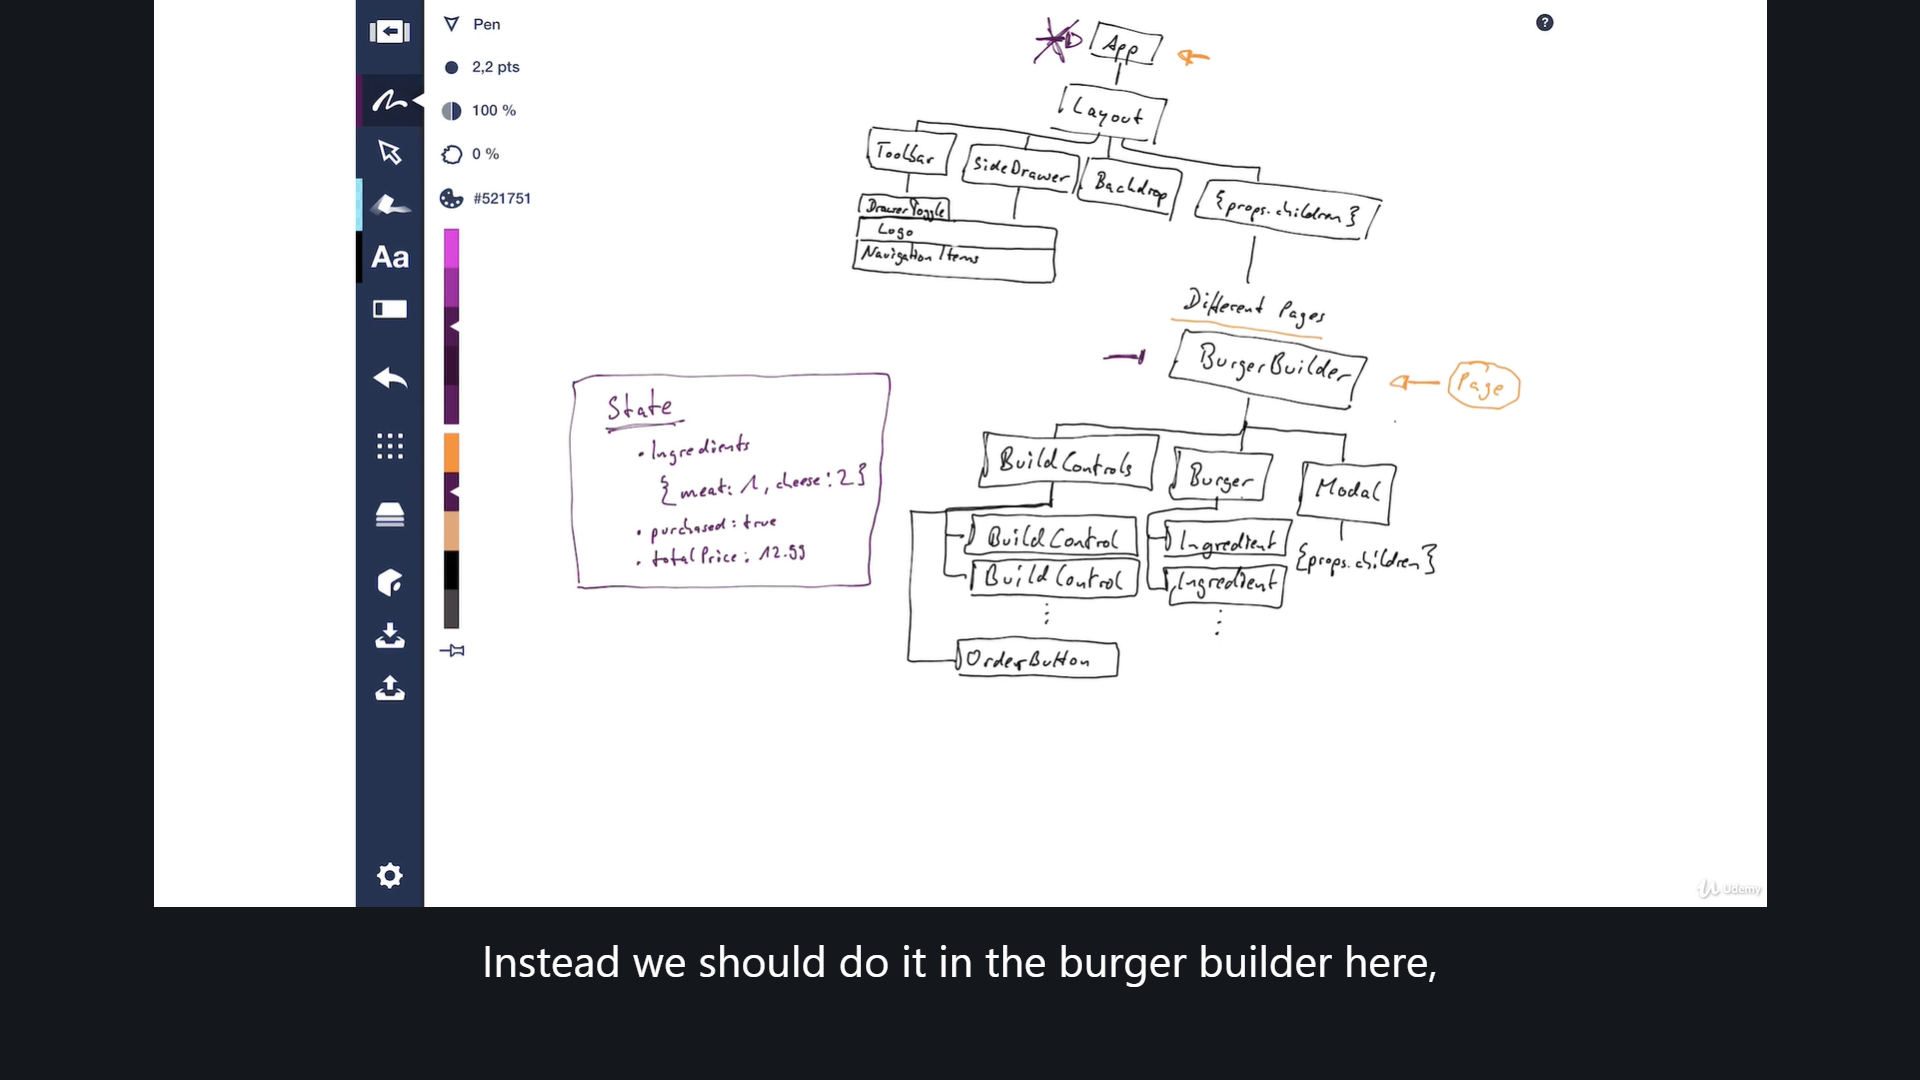 Pen
2,2 pts
100 %
0 %
#521751
Aa
?
App
Layout
Toolbar
SideDrawer
Backdrop
{props.children}
DrawerToggle
Logo
Navigation Items
Different Pages
BurgerBuilder
Page
State
• Ingredients
{meat: 1, cheese: 2}
• purchased: true
• totalPrice: 12.99
BuildControls
Burger
Modal
BuildControl
Ingredient
{props.children}
BuildControl
Ingredient
OrderButton
Udemy
Instead we should do it in the burger builder here,